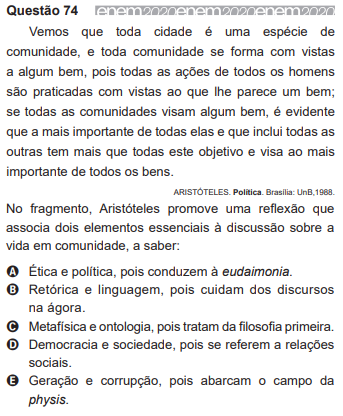 Questão 74 enem2020enem2020enem2020
Vemos que toda cidade é uma espécie de
comunidade, e toda comunidade se forma com vistas
a algum bem, pois todas as ações de todos os homens
são praticadas com vistas ao que lhe parece um bem;
se todas as comunidades visam algum bem, é evidente
que a mais importante de todas elas e que inclui todas as
outras tem mais que todas este objetivo e visa ao mais
importante de todos os bens.
ARISTÓTELES. Política. Brasília: UnB,1988.
No fragmento, Aristóteles promove uma reflexão que
associa dois elementos essenciais à discussão sobre a
vida em comunidade, a saber:
A Ética e política, pois conduzem à eudaimonia.
B Retórica e linguagem, pois cuidam dos discursos
na ágora.
C Metafísica e ontologia, pois tratam da filosofia primeira.
D Democracia e sociedade, pois se referem a relações
sociais.
E Geração e corrupção, pois abarcam o campo da
physis.